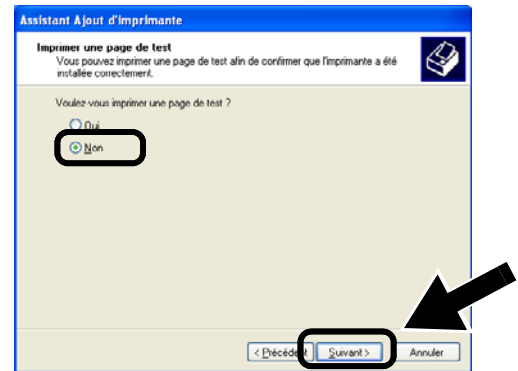 Assistant Ajout d'imprimante
Imprimer une page de test
Vous pouvez imprimer une page de test afin de confirmer que l'imprimante a été
installée correctement.
Voulez-vous imprimer une page de test ?
Oui
Non
< Précédent Suivant > Annuler